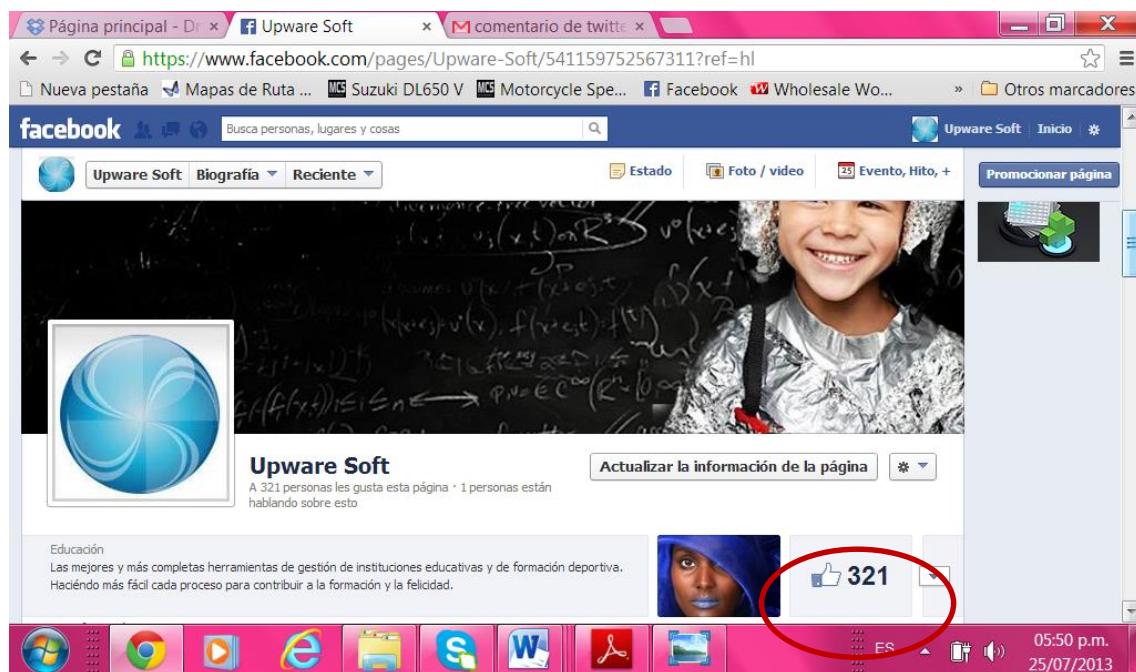 Página principal - Dr
Upware Soft
comentario de twitte
https://www.facebook.com/pages/Upware-Soft/541159752567311?ref=hl
Nueva pestaña Mapas de Ruta ... MCS Suzuki DL650 V MCS Motorcycle Spe... Facebook Wholesale Wo... » Otros marcadores
facebook Busca personas, lugares y cosas Upware Soft Inicio
Upware Soft Biografía Reciente Estado Foto / video 25 Evento, Hito, + Promocionar página
Upware Soft
Actualizar la información de la página
A 321 personas les gusta esta página · 1 personas están
hablando sobre esto
Educación
Las mejores y más completas herramientas de gestión de instituciones educativas y de formación deportiva.
Haciéndo más fácil cada proceso para contribuir a la formación y la felicidad.
321
ES
05:50 p.m.
25/07/2013